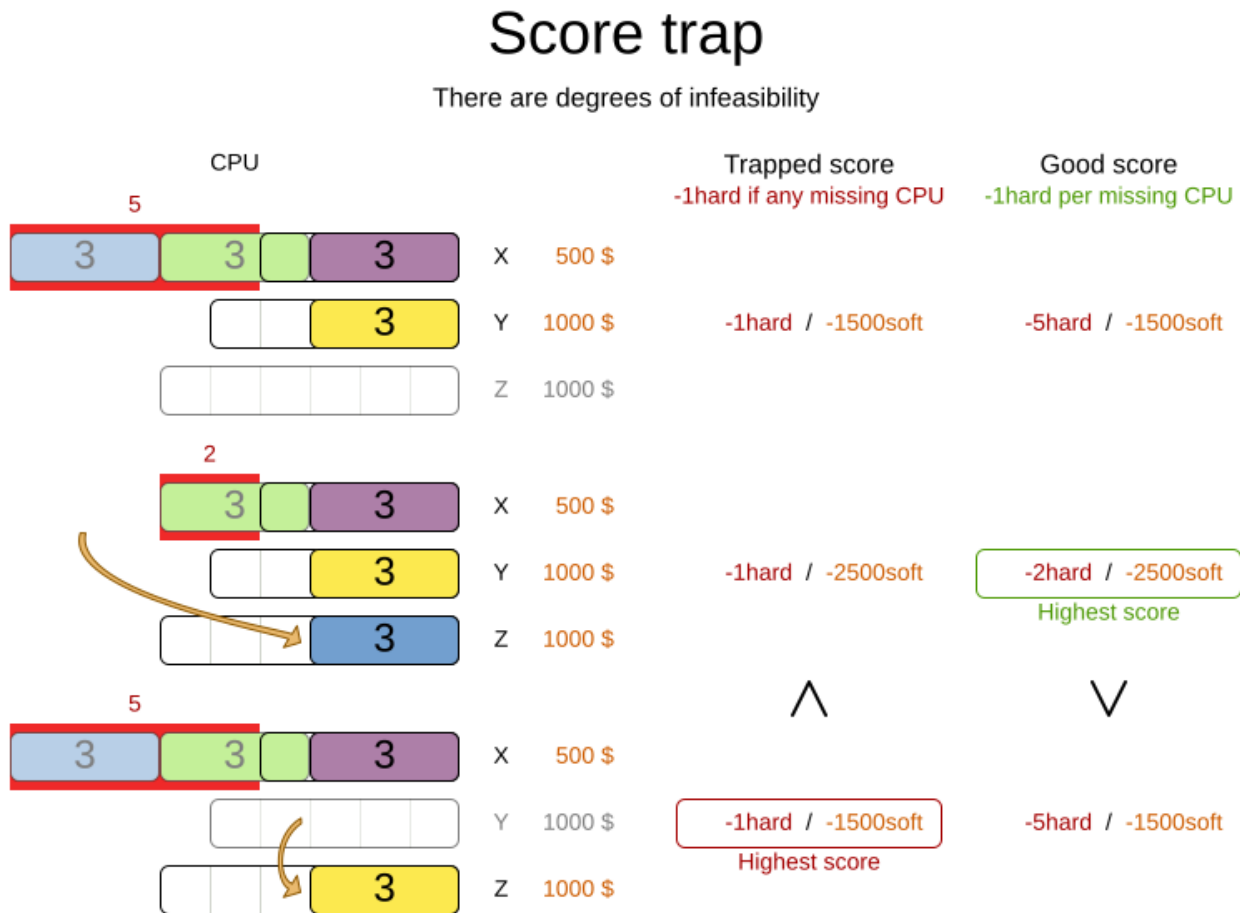 Score trap
There are degrees of infeasibility
CPU Trapped score Good score
-1hard if any missing CPU -1hard per missing CPU
5
3 3 3 X 500 $
3 Y 1000 $ -1hard / -1500soft -5hard / -1500soft
Z 1000 $
2
3 3 X 500 $
3 Y 1000 $ -1hard / -2500soft -2hard / -2500soft
Highest score
3 Z 1000 $
5
3 3 3 X 500 $
Y 1000 $ -1hard / -1500soft -5hard / -1500soft
Highest score
3 Z 1000 $